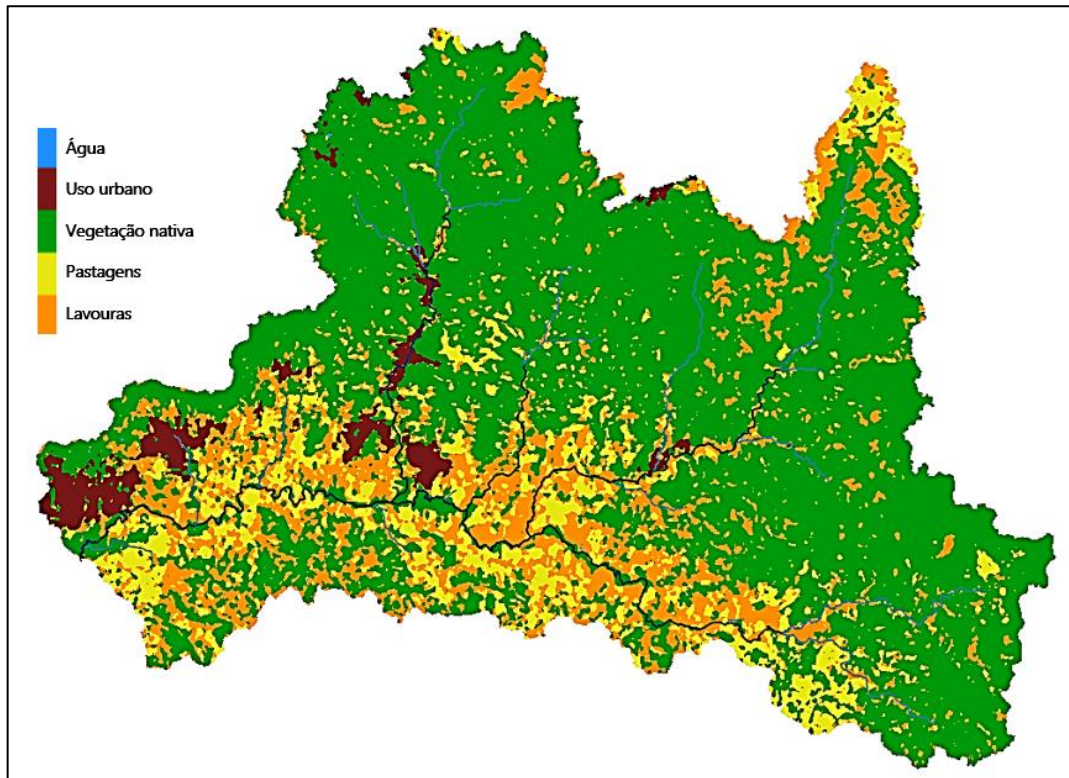 Água
Uso urbano
Vegetação nativa
Pastagens
Lavouras